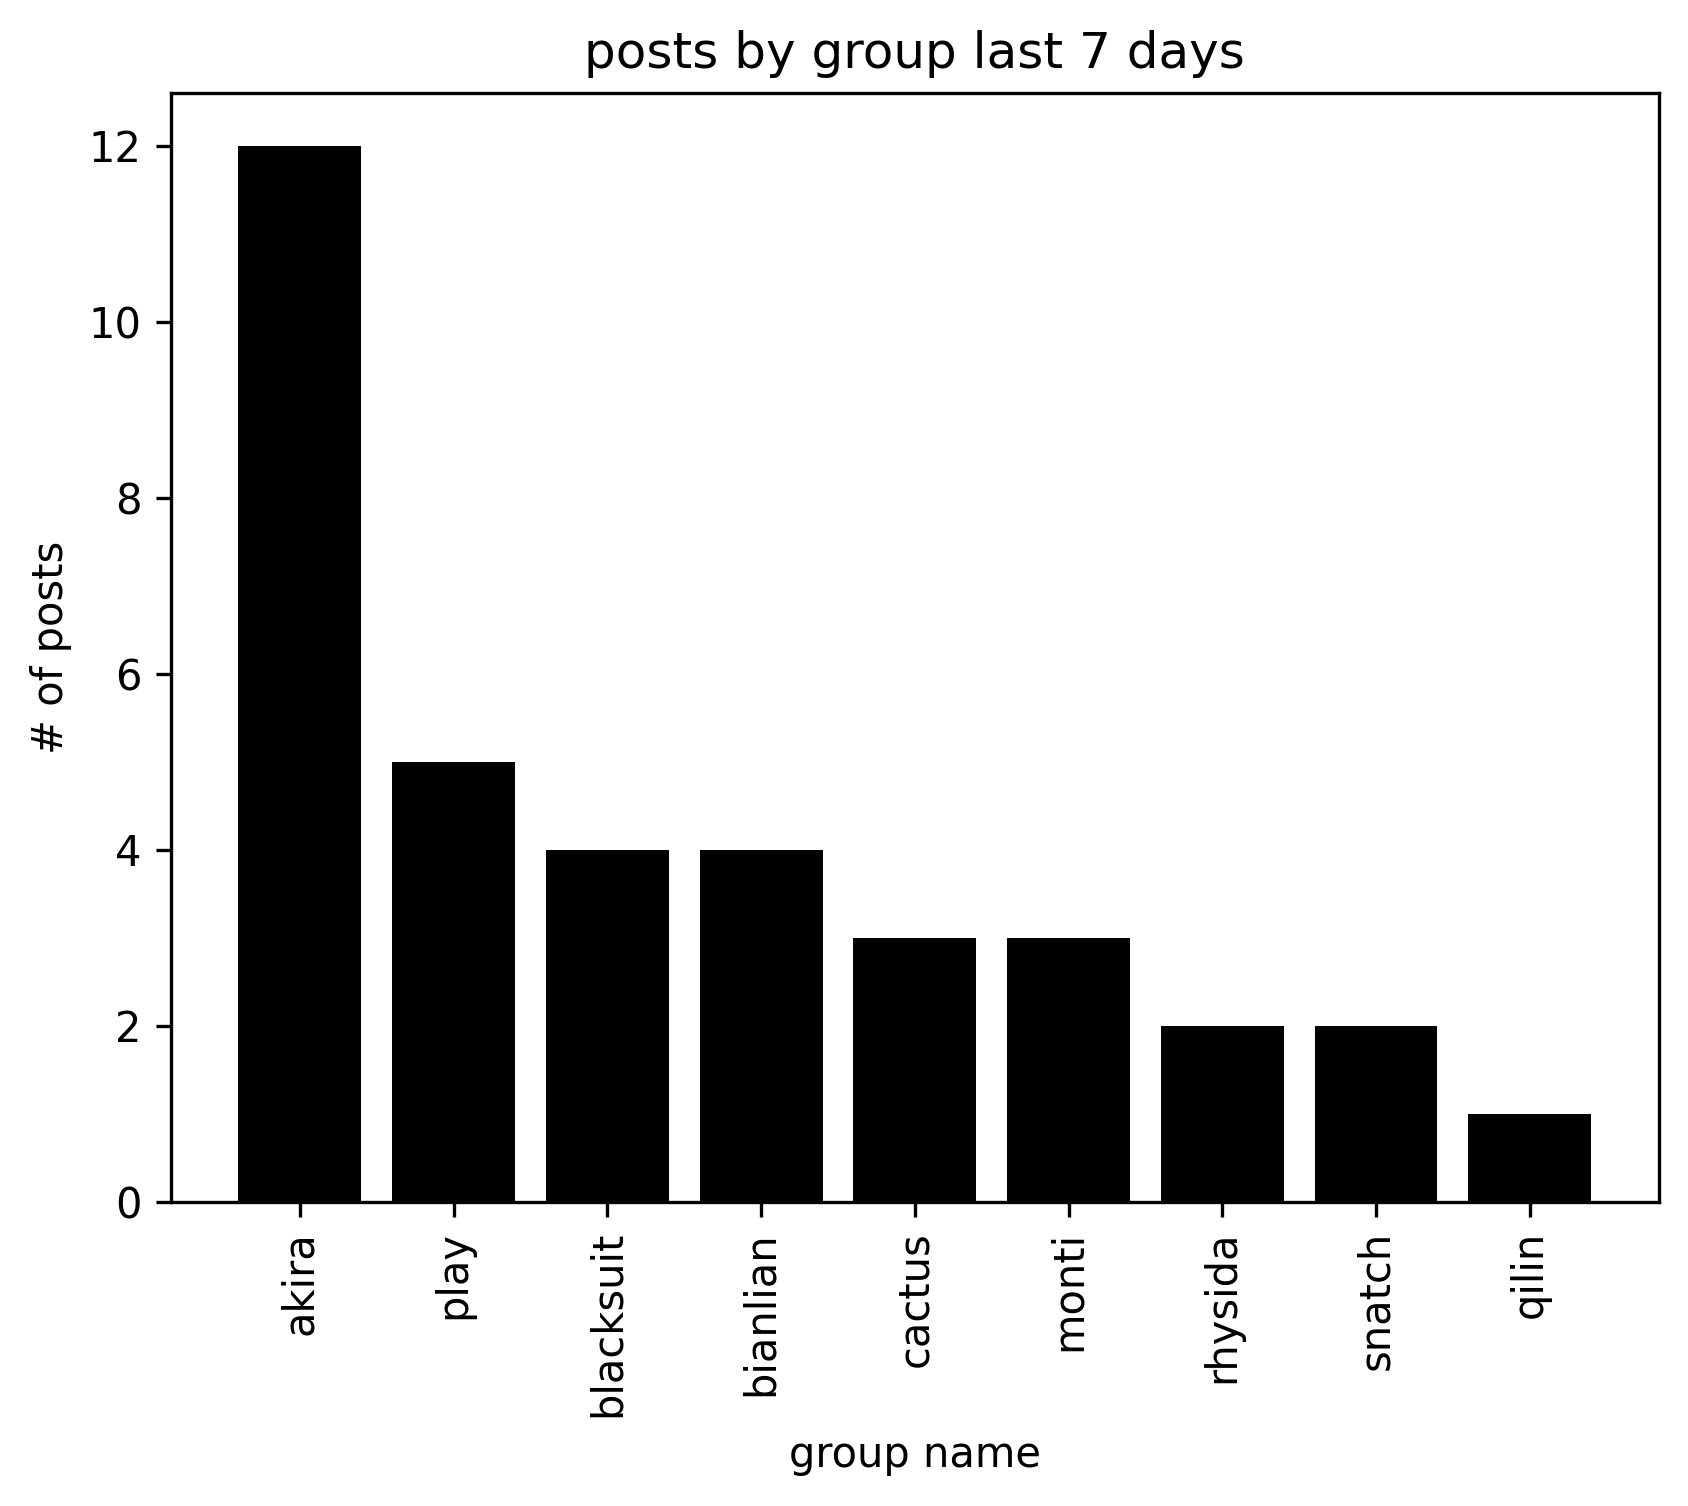 posts by group last 7 days
12
10
8
6
4
2
0
# of posts
akira
play
blacksuit
bianlian
cactus
monti
rhysida
snatch
qilin
group name